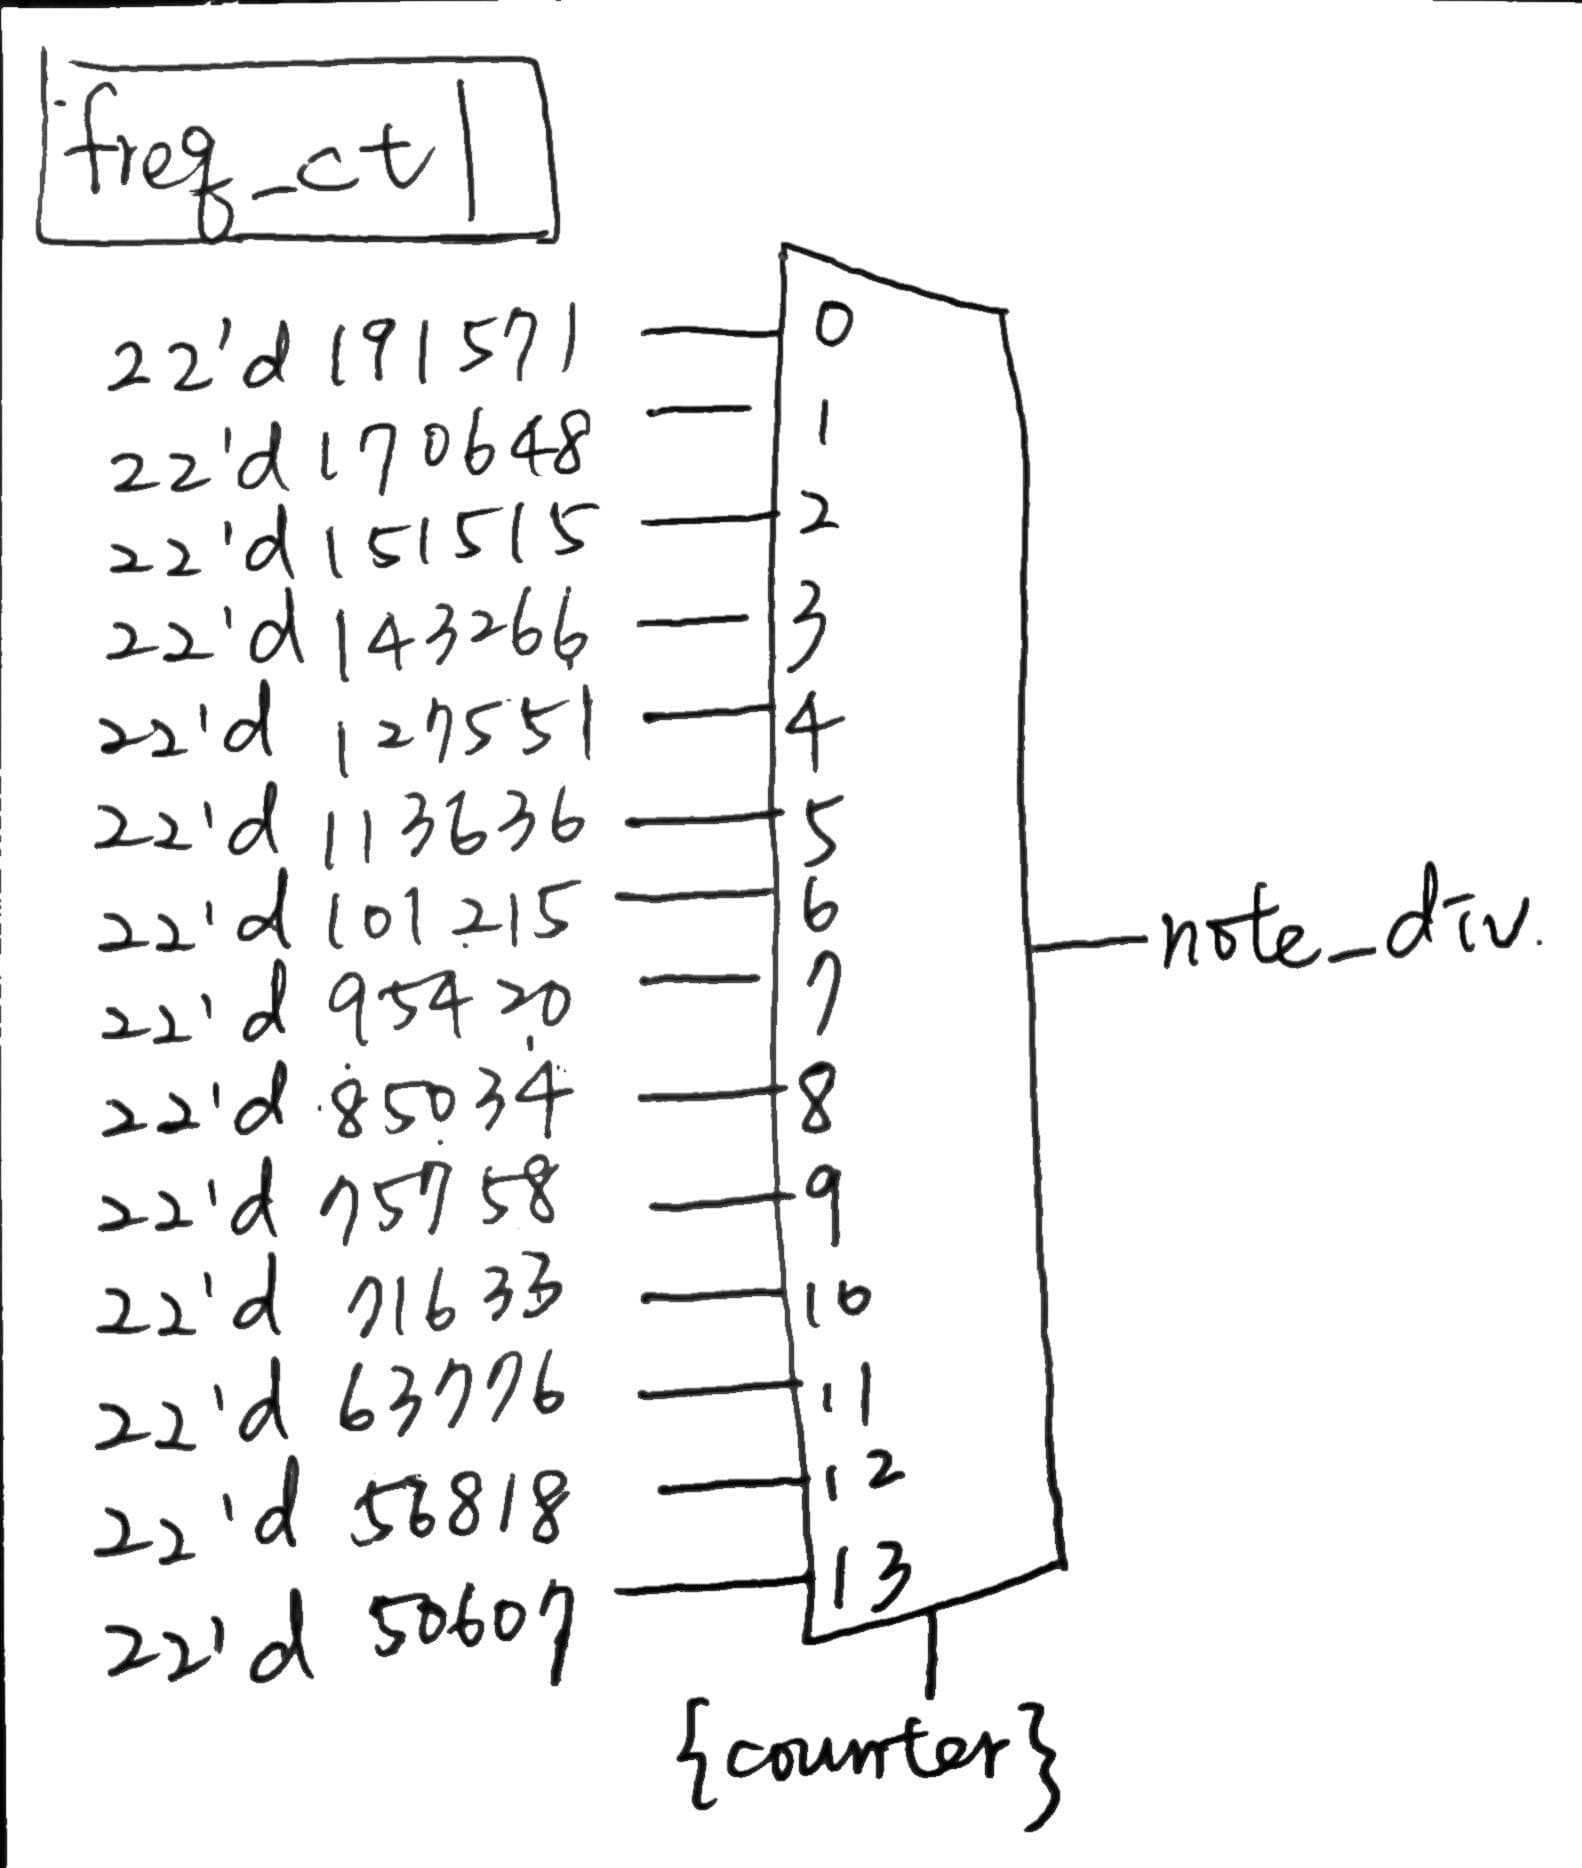 freq_ctl
22'd 191571 0
22'd 170648 1
22'd 151515 2
22'd 143266 3
22'd 127551 4
22'd 113636 5
22'd 101215 6
22'd 95420 7
22'd 85034 8
22'd 75758 9
22'd 71633 10
22'd 63776 11
22'd 56818 12
22'd 50607 13
note_div.
{counter}